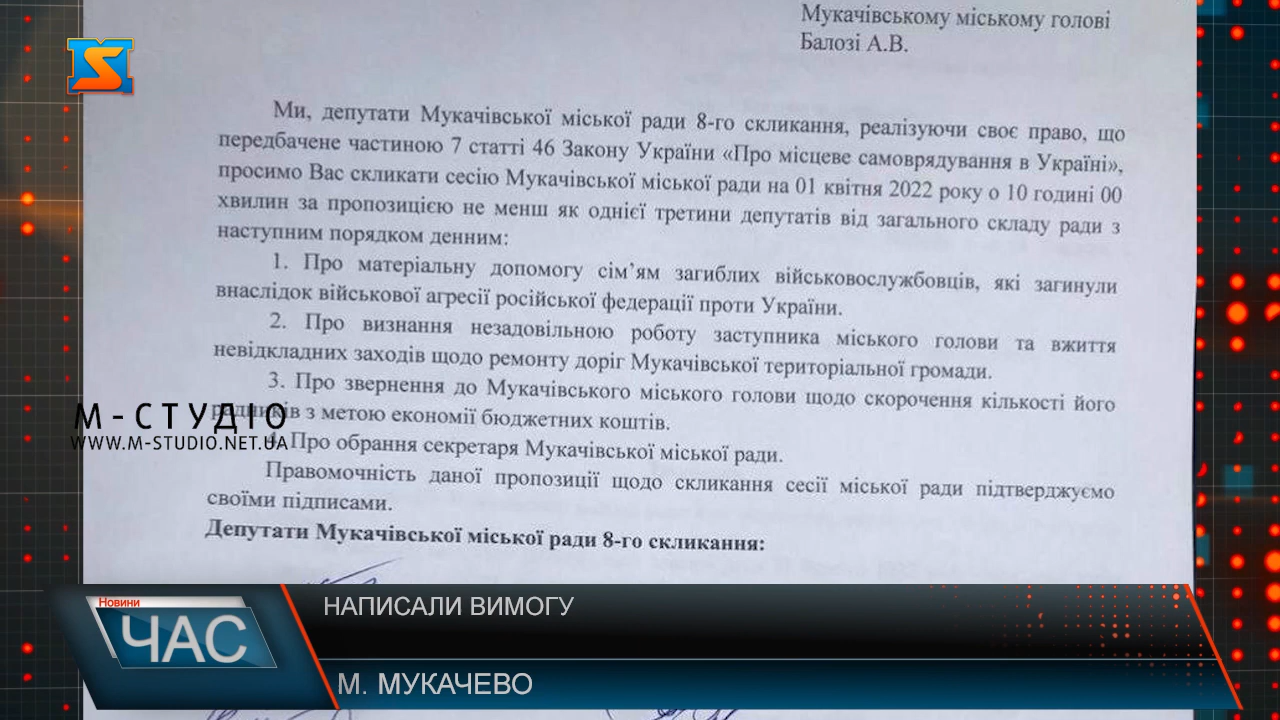 Мукачівському міському голові
Балозі А.В.
Ми, депутати Мукачівської міської ради 8-го скликання, реалізуючи своє право, що
передбачене частиною 7 статті 46 Закону України «Про місцеве самоврядування в Україні»,
просимо Вас скликати сесію Мукачівської міської ради на 01 квітня 2022 року о 10 годині 00
хвилин за пропозицією не менш як однієї третини депутатів від загального складу ради з
наступним порядком денним:
1. Про матеріальну допомогу сім’ям загиблих військовослужбовців, які загинули
внаслідок військової агресії російської федерації проти України.
2. Про визнання незадовільною роботу заступника міського голови та вжиття
невідкладних заходів щодо ремонту доріг Мукачівської територіальної громади.
3. Про звернення до Мукачівського міського голови щодо скорочення кількості його
радників з метою економії бюджетних коштів.
4. Про обрання секретаря Мукачівської міської ради.
Правомочність даної пропозиції щодо скликання сесії міської ради підтверджуємо
своїми підписами.
Депутати Мукачівської міської ради 8-го скликання:
М-СТУДІО
WWW.M-STUDIO.NET.UA
Новини
ЧАС
НАПИСАЛИ ВИМОГУ
М. МУКАЧЕВО